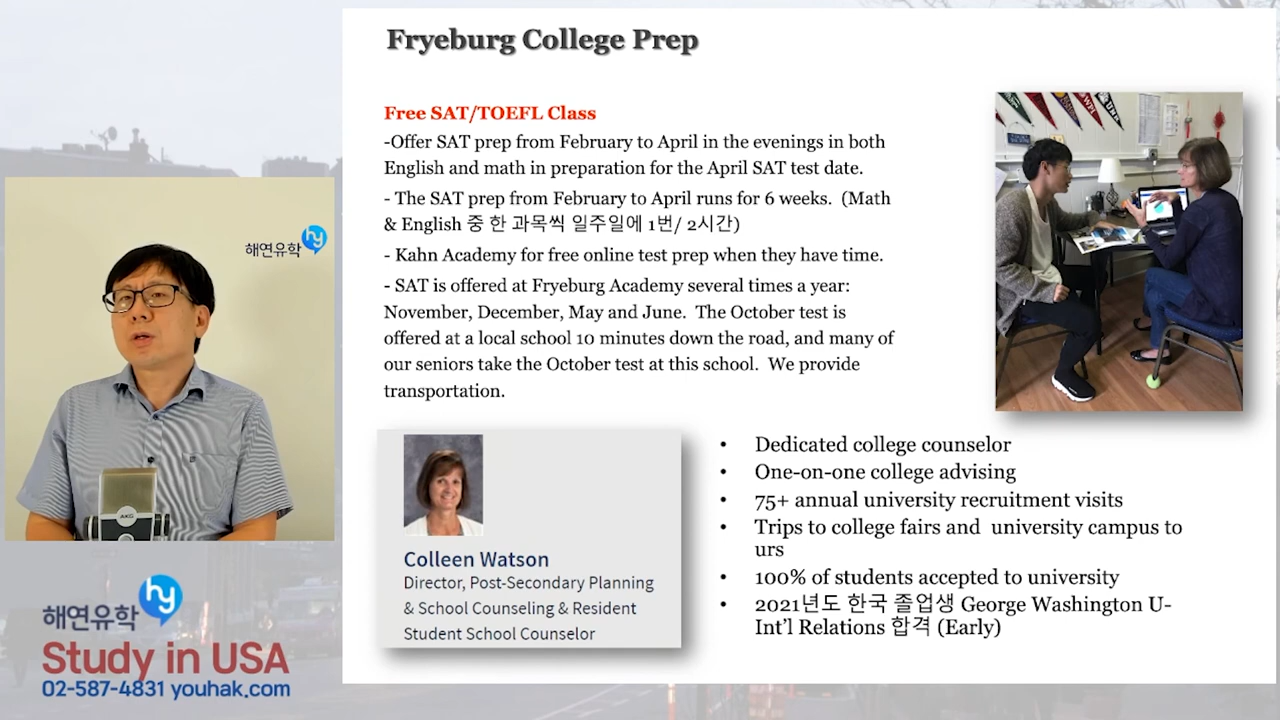 Fryeburg College Prep
Free SAT/TOEFL Class
-Offer SAT prep from February to April in the evenings in both
English and math in preparation for the April SAT test date.
- The SAT prep from February to April runs for 6 weeks.  (Math
& English 중 한 과목씩 일주일에 1번/ 2시간)
- Kahn Academy for free online test prep when they have time.
- SAT is offered at Fryeburg Academy several times a year:
November, December, May and June.  The October test is
offered at a local school 10 minutes down the road, and many of
our seniors take the October test at this school.  We provide
transportation.
Colleen Watson
Director, Post-Secondary Planning
& School Counseling & Resident
Student School Counselor
• Dedicated college counselor
• One-on-one college advising
• 75+ annual university recruitment visits
• Trips to college fairs and  university campus to
urs
• 100% of students accepted to university
• 2021년도 한국 졸업생 George Washington U-
Int'l Relations 합격 (Early)
해연유학 hy
AKG
해연유학 hy
Study in USA
02-587-4831 youhak.com